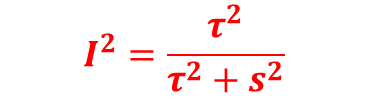 I² = τ² / (τ² + s²)